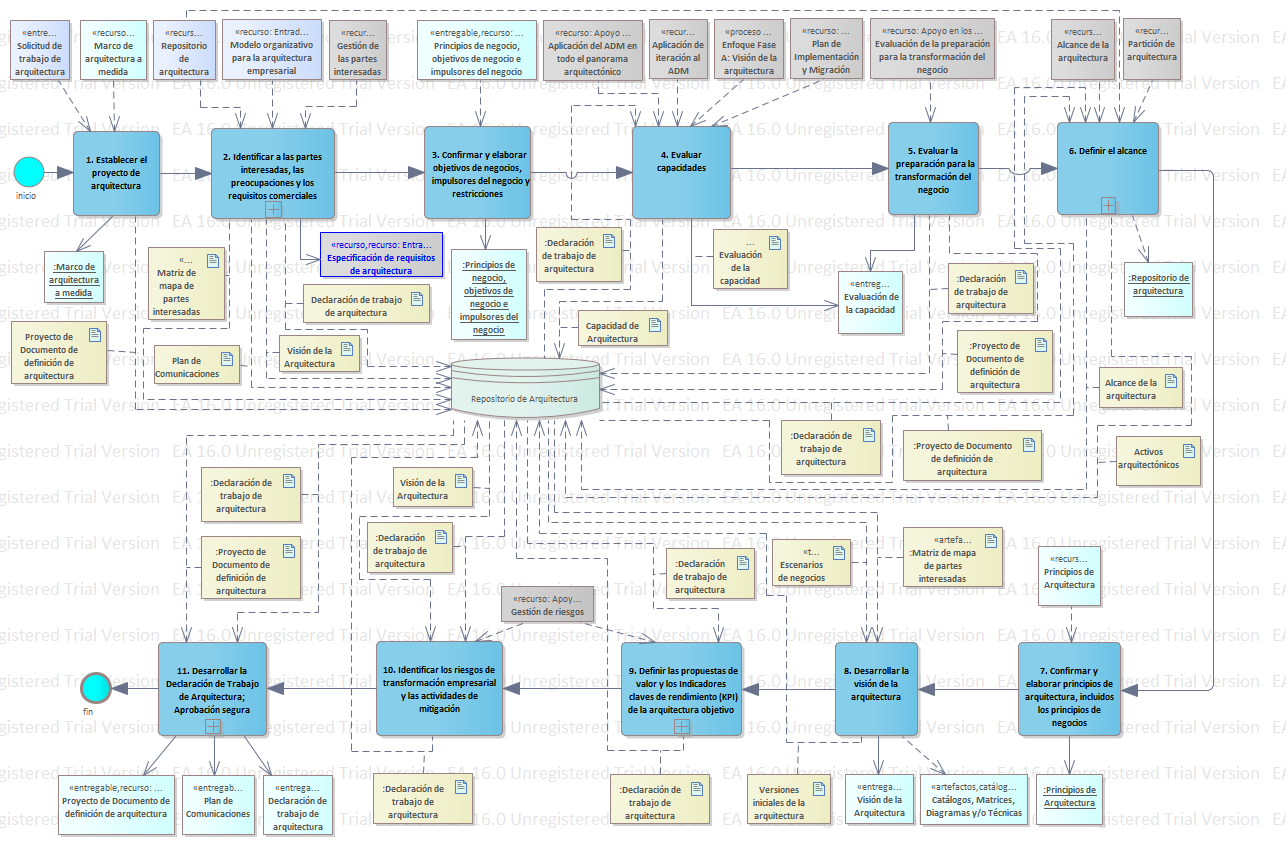 «entre...
Solicitud de
trabajo de
arquitectura
«recurso...
Marco de
arquitectura a
medida
«recurs...
Repositorio
de
arquitectura
«recurso: Entrad...
Modelo organizativo
para la arquitectura
empresarial
«recur...
Gestión de
las partes
interesadas
«entregable,recurso: ...
Principios de negocio,
objetivos de negocio e
impulsores del negocio
«recurso: Apoyo ...
Aplicación del ADM en
todo el panorama
arquitectónico
«recur...
Aplicación de
iteración al
ADM
«proceso ...
Enfoque Fase
A: Visión de la
arquitectura
«recurso: ...
Plan de
Implementación
y Migración
«recurso: Apoyo en los ...
Evaluación de la preparación
para la transformación del
negocio
«recurs...
Alcance de la
arquitectura
«recur...
Partición de
arquitectura
inicio
1. Establecer el
proyecto de
arquitectura
2. Identificar a las partes
interesadas, las
preocupaciones y los
requisitos comerciales
3. Confirmar y elaborar
objetivos de negocios,
impulsores del negocio y
restricciones
4. Evaluar
capacidades
5. Evaluar la
preparación para la
transformación del
negocio
6. Definir el alcance
:Marco de
arquitectura
a medida
«...
Matriz de
mapa de
partes
interesadas
«recurso,recurso: Entra...
Especificación de requisitos
de arquitectura
Declaración de trabajo
de arquitectura
:Principios de
negocio,
objetivos de
negocio e
impulsores del
negocio
:Declaración
de trabajo de
arquitectura
...
Evaluación
de la
capacidad
«entreg...
Evaluación de
la capacidad
:Declaración
de trabajo de
arquitectura
:Repositorio de
arquitectura
Proyecto de
Documento de
definición de
arquitectura
Plan de
Comunicaciones
Visión de la
Arquitectura
Capacidad de
Arquitectura
:Proyecto de
Documento de
definición de
arquitectura
Alcance de la
arquitectura
Repositorio de Arquitectura
:Declaración de
trabajo de
arquitectura
:Proyecto de Documento
de definición de
arquitectura
Activos
arquitectónicos
:Declaración de
trabajo de
arquitectura
Visión de la
Arquitectura
:Declaración
de trabajo de
arquitectura
:Proyecto de
Documento de
definición de
arquitectura
«recurso: Apoy...
Gestión de riesgos
:Declaración
de trabajo de
arquitectura
«t...
Escenarios
de negocios
«artefa...
:Matriz de mapa
de partes
interesadas
«recurs...
Principios de
Arquitectura
fin
11. Desarrollar la
Declaración de Trabajo
de Arquitectura;
Aprobación segura
10. Identificar los riesgos de
transformación empresarial
y las actividades de
mitigación
9. Definir las propuestas de
valor y los Indicadores
claves de rendimiento (KPI)
de la arquitectura objetivo
8. Desarrollar la
visión de la
arquitectura
7. Confirmar y
elaborar principios de
arquitectura, incluidos
los principios de
negocios
«entregable,recurso: ...
Proyecto de Documento de
definición de arquitectura
«entregab...
Plan de
Comunicaciones
«entrega...
Declaración de
trabajo de
arquitectura
:Declaración de
trabajo de
arquitectura
:Declaración de
trabajo de
arquitectura
Versiones
iniciales de la
arquitectura
«entrega...
Visión de la
Arquitectura
«artefactos,catálog...
Catálogos, Matrices,
Diagramas y/o Técnicas
:Principios de
Arquitectura
EA 16.0 Unregistered Trial Version